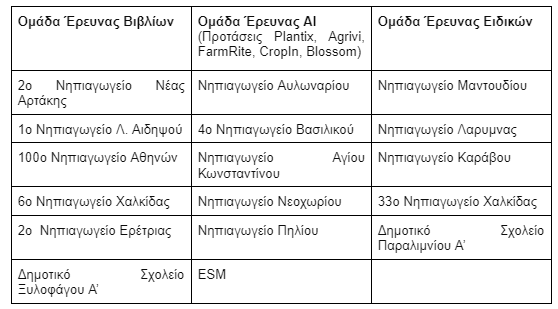 Ομάδα Έρευνας Βιβλίων
Ομάδα Έρευνας AI
(Προτάσεις Plantix, Agrivi,
FarmRite, CropIn, Blossom)
Ομάδα Έρευνας Ειδικών
2ο Νηπιαγωγείο Νέας
Αρτάκης
Νηπιαγωγείο Αυλωναρίου
Νηπιαγωγείο Μαντουδίου
1ο Νηπιαγωγείο Λ. Αιδηψού
4ο Νηπιαγωγείο Βασιλικού
Νηπιαγωγείο Λαρυμνας
100ο Νηπιαγωγείο Αθηνών
Νηπιαγωγείο Αγίου
Κωνσταντίνου
Νηπιαγωγείο Καράβου
6ο Νηπιαγωγείο Χαλκίδας
Νηπιαγωγείο Νεοχωρίου
33ο Νηπιαγωγείο Χαλκίδας
2ο Νηπιαγωγείο Ερέτριας
Νηπιαγωγείο Πηλίου
Δημοτικό Σχολείο
Παραλιμνίου Α’
Δημοτικό Σχολείο
Ξυλοφάγου Α’
ESM